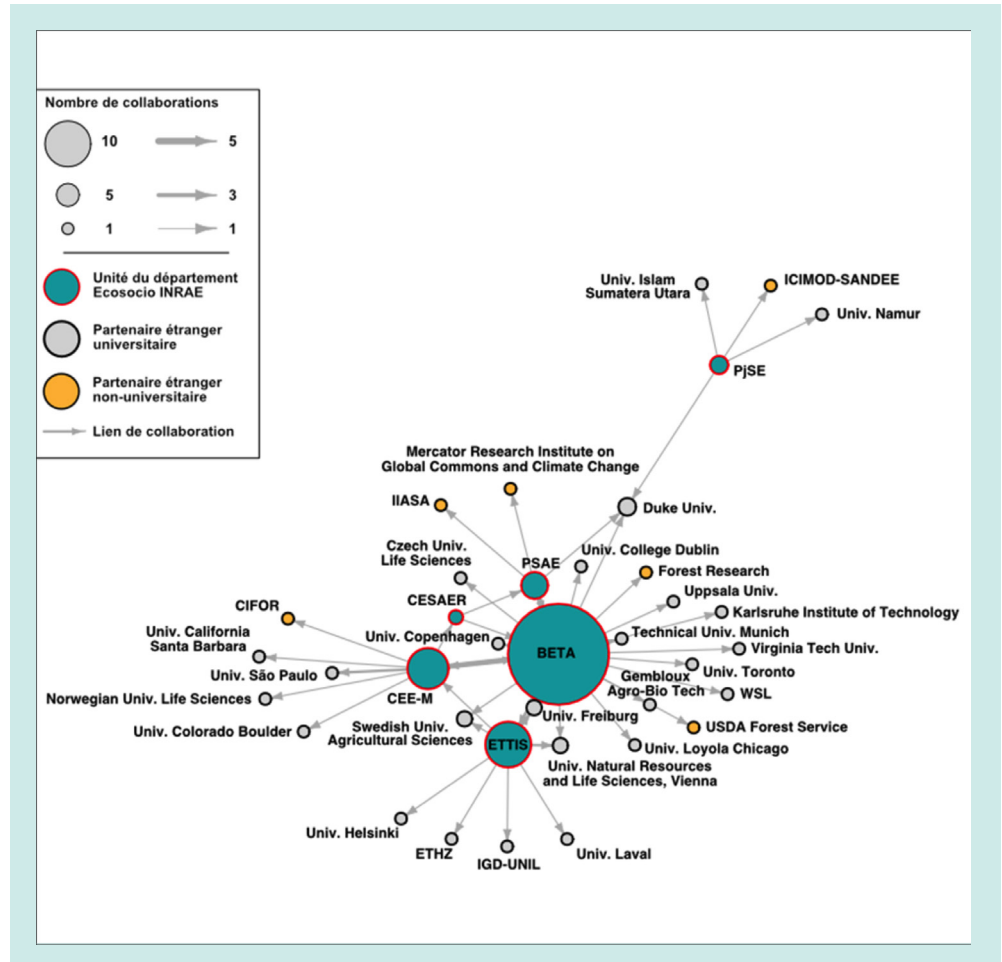 Nombre de collaborations
10
5
5
3
1
1
Unité du département
Ecosocio INRAE
Partenaire étranger
universitaire
Partenaire étranger
non-universitaire
Lien de collaboration
Univ. Islam
Sumatera Utara
ICIMOD-SANDEE
Univ. Namur
PjSE
Mercator Research Institute on
Global Commons and Climate Change
IIASA
Duke Univ.
Czech Univ.
Life Sciences
PSAE
Univ. College Dublin
Forest Research
CESAER
Uppsala Univ.
CIFOR
Karlsruhe Institute of Technology
Univ. California
Santa Barbara
Univ. Copenhagen
Technical Univ. Munich
BETA
Virginia Tech Univ.
Univ. São Paulo
Univ. Toronto
Gembloux
Agro-Bio Tech
WSL
Norwegian Univ. Life Sciences
CEE-M
Univ. Colorado Boulder
Swedish Univ.
Agricultural Sciences
Univ. Freiburg
USDA Forest Service
ETTIS
Univ. Loyola Chicago
Univ. Natural Resources
and Life Sciences, Vienna
Univ. Helsinki
ETHZ
IGD-UNIL
Univ. Laval